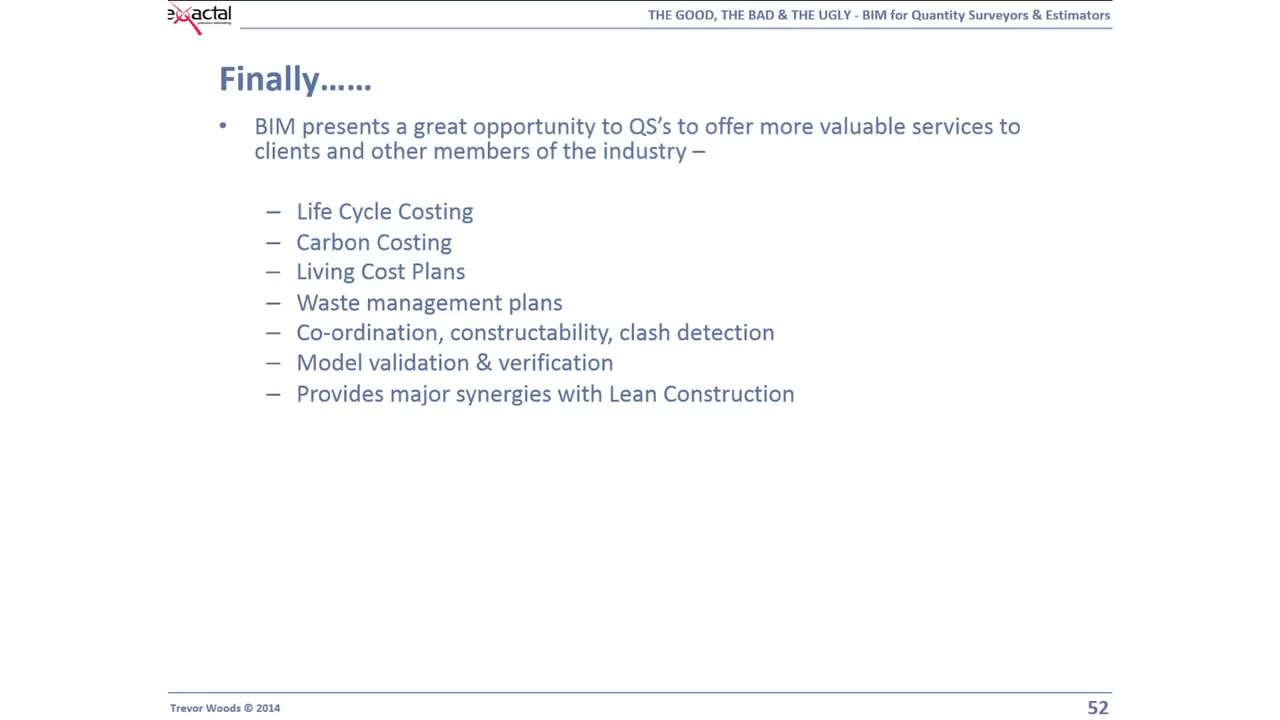 exactal
THE GOOD, THE BAD & THE UGLY - BIM for Quantity Surveyors & Estimators
Finally……
• BIM presents a great opportunity to QS’s to offer more valuable services to
clients and other members of the industry –
– Life Cycle Costing
– Carbon Costing
– Living Cost Plans
– Waste management plans
– Co-ordination, constructability, clash detection
– Model validation & verification
– Provides major synergies with Lean Construction
Trevor Woods © 2014
52